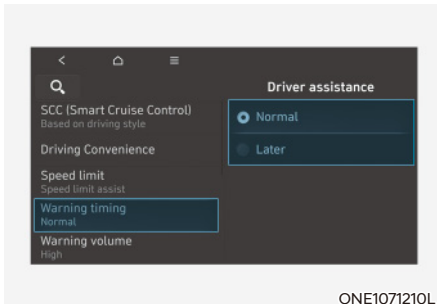 Driver assistance
SCC (Smart Cruise Control)
Based on driving style
Driving Convenience
Speed limit
Speed limit assist
Warning timing
Normal
Warning volume
High
Normal
Later
ONE1071210L